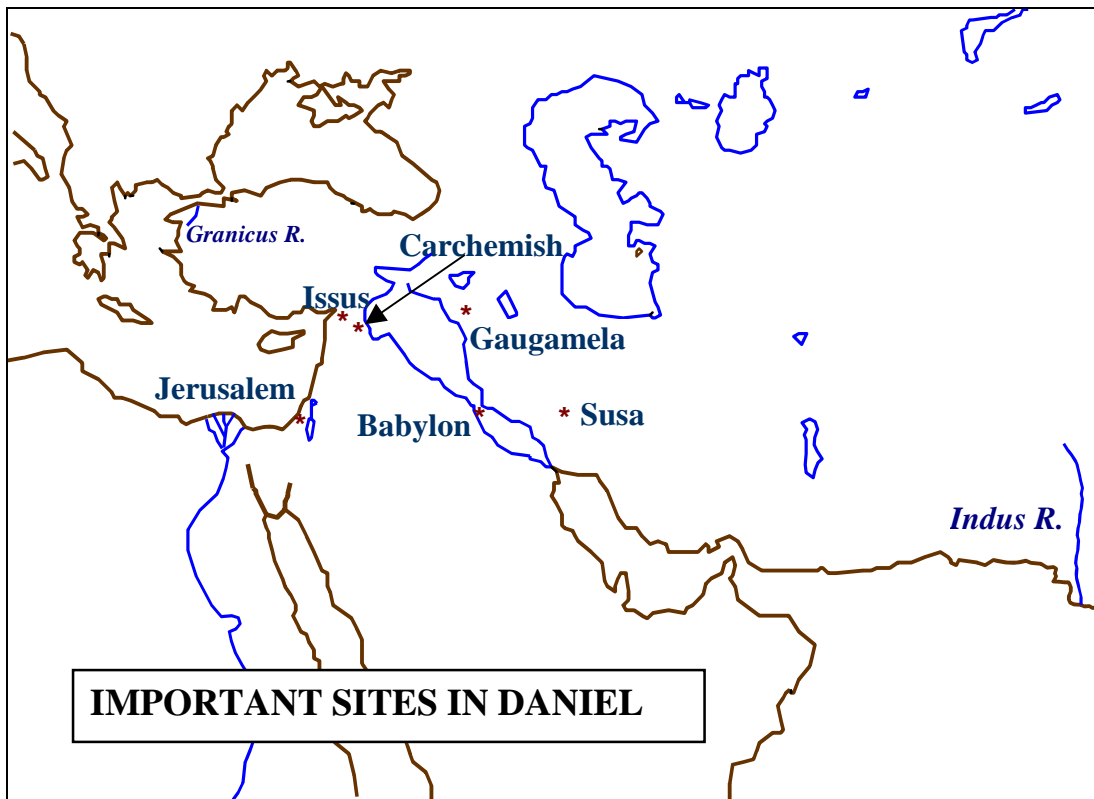 Granicus R.
Carchemish
Issus
*
*
*
Gaugamela
Jerusalem
*
Babylon
*
* Susa
Indus R.
IMPORTANT SITES IN DANIEL